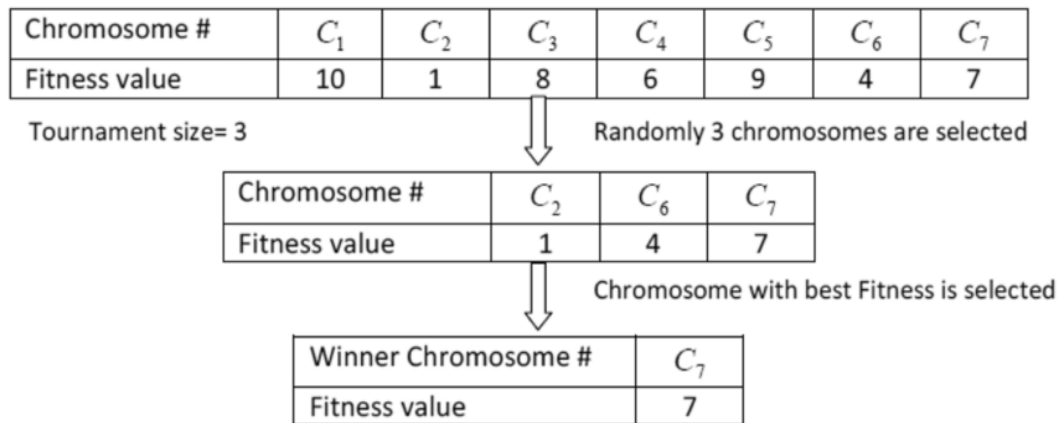 Chromosome # C₁ C₂ C₃ C₄ C₅ C₆ C₇
Fitness value 10 1 8 6 9 4 7
Tournament size= 3 Randomly 3 chromosomes are selected
Chromosome # C₂ C₆ C₇
Fitness value 1 4 7
Chromosome with best Fitness is selected
Winner Chromosome # C₇
Fitness value 7